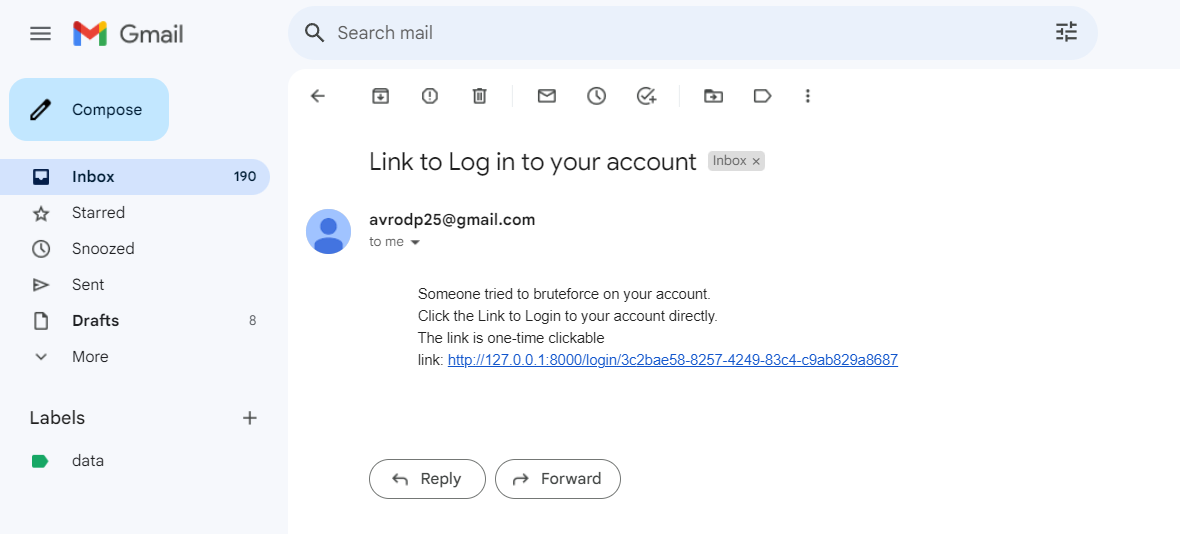 Gmail
Search mail
Compose
Inbox 190
Starred
Snoozed
Sent
Drafts 8
More
Labels
data
Link to Log in to your account Inbox ×
avrodp25@gmail.com
to me
Someone tried to bruteforce on your account.
Click the Link to Login to your account directly.
The link is one-time clickable
link: http://127.0.0.1:8000/login/3c2bae58-8257-4249-83c4-c9ab829a8687
Reply Forward